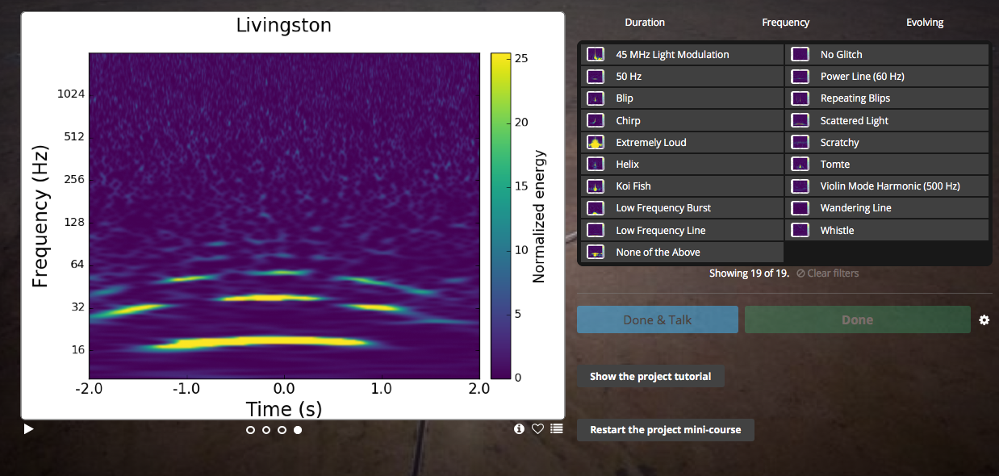 Livingston
Duration Frequency Evolving
45 MHz Light Modulation No Glitch
50 Hz Power Line (60 Hz)
Blip Repeating Blips
Chirp Scattered Light
Extremely Loud Scratchy
Helix Tomte
Koi Fish Violin Mode Harmonic (500 Hz)
Low Frequency Burst Wandering Line
Low Frequency Line Whistle
None of the Above
Showing 19 of 19. Clear filters
Done & Talk Done
Show the project tutorial
Restart the project mini-course
Frequency (Hz)
1024
512
256
128
64
32
16
-2.0 -1.0 0.0 1.0 2.0
Time (s)
25
20
15
10
5
0
Normalized energy